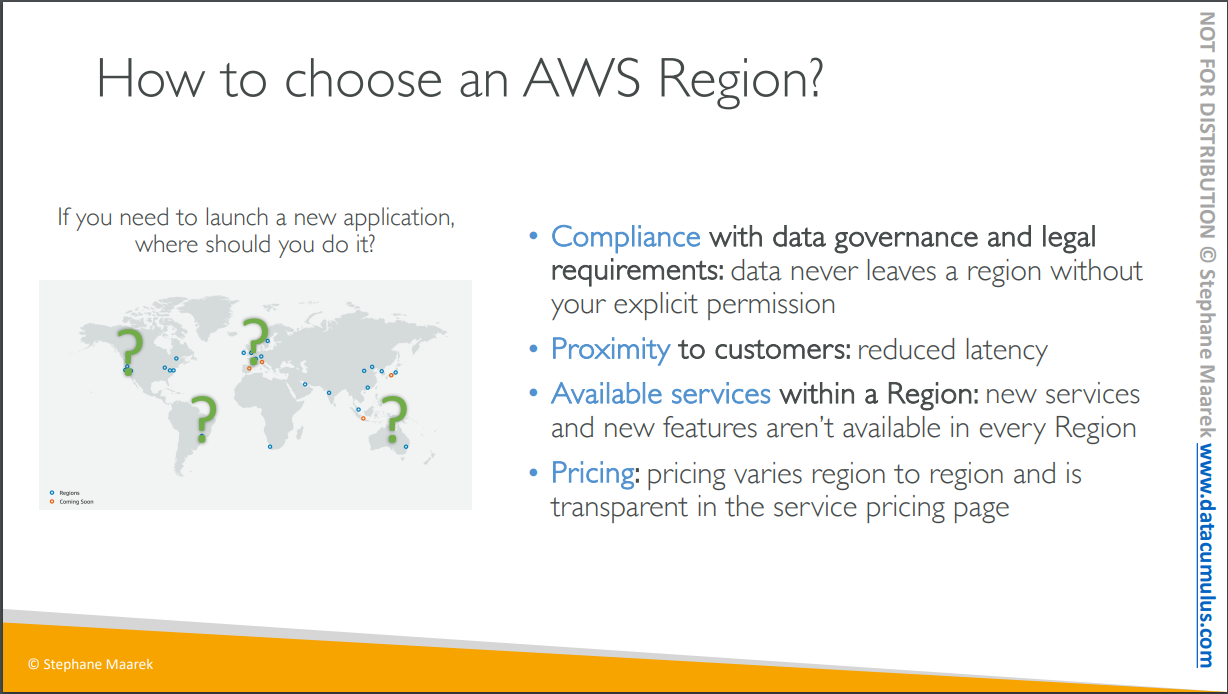 How to choose an AWS Region?
If you need to launch a new application,
where should you do it?
Regions
Coming Soon
• Compliance with data governance and legal
requirements: data never leaves a region without
your explicit permission
• Proximity to customers: reduced latency
• Available services within a Region: new services
and new features aren’t available in every Region
• Pricing: pricing varies region to region and is
transparent in the service pricing page
© Stephane Maarek
NOT FOR DISTRIBUTION © Stephane Maarek www.datacumulus.com
? ? ? ?